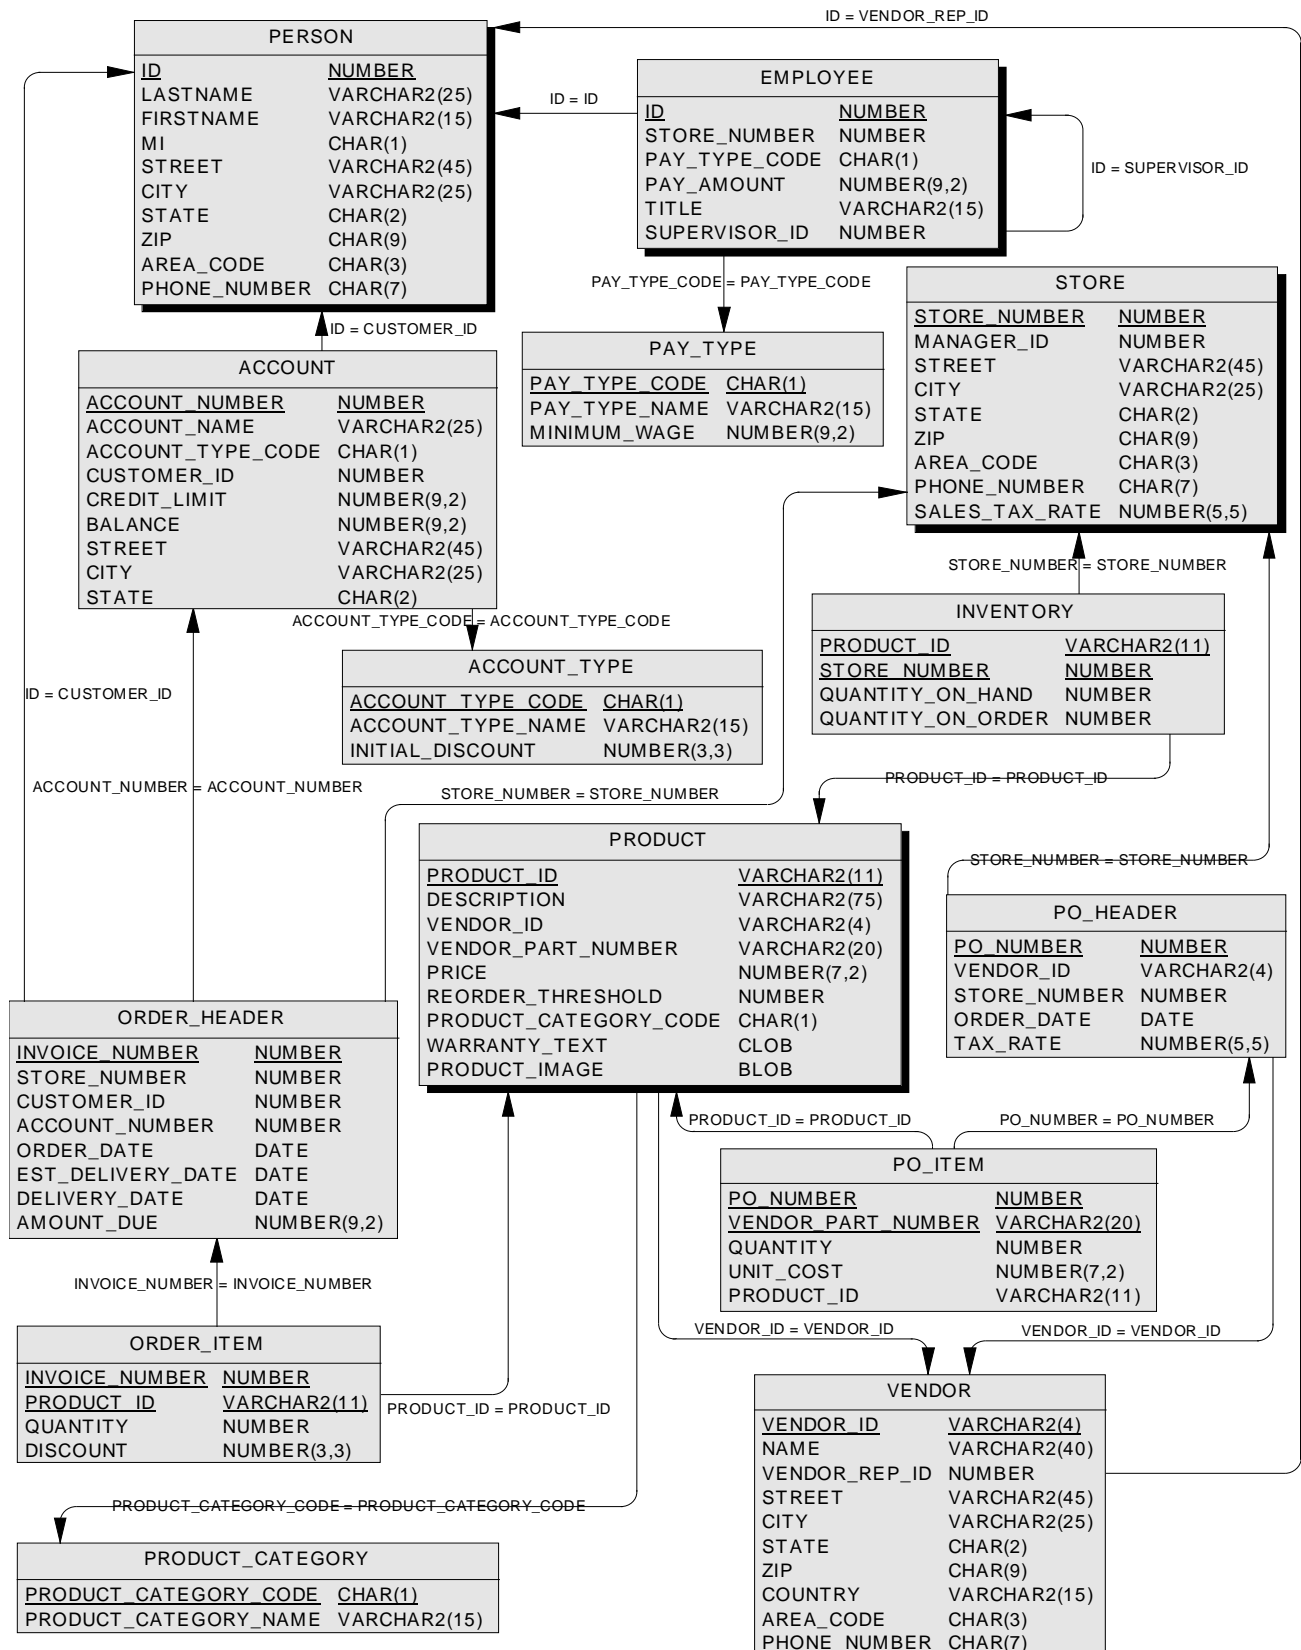 ID = VENDOR_REP_ID
PERSON
ID NUMBER
LASTNAME VARCHAR2(25)
FIRSTNAME VARCHAR2(15)
MI CHAR(1)
STREET VARCHAR2(45)
CITY VARCHAR2(25)
STATE CHAR(2)
ZIP CHAR(9)
AREA_CODE CHAR(3)
PHONE_NUMBER CHAR(7)
ID = ID
EMPLOYEE
ID NUMBER
STORE_NUMBER NUMBER
PAY_TYPE_CODE CHAR(1)
PAY_AMOUNT NUMBER(9,2)
TITLE VARCHAR2(15)
SUPERVISOR_ID NUMBER
ID = SUPERVISOR_ID
PAY_TYPE_CODE = PAY_TYPE_CODE
STORE
STORE_NUMBER NUMBER
MANAGER_ID NUMBER
STREET VARCHAR2(45)
CITY VARCHAR2(25)
STATE CHAR(2)
ZIP CHAR(9)
AREA_CODE CHAR(3)
PHONE_NUMBER CHAR(7)
SALES_TAX_RATE NUMBER(5,5)
ID = CUSTOMER_ID
PAY_TYPE
PAY_TYPE_CODE CHAR(1)
PAY_TYPE_NAME VARCHAR2(15)
MINIMUM_WAGE NUMBER(9,2)
ACCOUNT
ACCOUNT_NUMBER NUMBER
ACCOUNT_NAME VARCHAR2(25)
ACCOUNT_TYPE_CODE CHAR(1)
CUSTOMER_ID NUMBER
CREDIT_LIMIT NUMBER(9,2)
BALANCE NUMBER(9,2)
STREET VARCHAR2(45)
CITY VARCHAR2(25)
STATE CHAR(2)
STORE_NUMBER = STORE_NUMBER
ACCOUNT_TYPE_CODE = ACCOUNT_TYPE_CODE
INVENTORY
PRODUCT_ID VARCHAR2(11)
STORE_NUMBER NUMBER
QUANTITY_ON_HAND NUMBER
QUANTITY_ON_ORDER NUMBER
ACCOUNT_TYPE
ACCOUNT_TYPE_CODE CHAR(1)
ACCOUNT_TYPE_NAME VARCHAR2(15)
INITIAL_DISCOUNT NUMBER(3,3)
ID = CUSTOMER_ID
PRODUCT_ID = PRODUCT_ID
ACCOUNT_NUMBER = ACCOUNT_NUMBER
STORE_NUMBER = STORE_NUMBER
PRODUCT
PRODUCT_ID VARCHAR2(11)
DESCRIPTION VARCHAR2(75)
VENDOR_ID VARCHAR2(4)
VENDOR_PART_NUMBER VARCHAR2(20)
PRICE NUMBER(7,2)
REORDER_THRESHOLD NUMBER
PRODUCT_CATEGORY_CODE CHAR(1)
WARRANTY_TEXT CLOB
PRODUCT_IMAGE BLOB
STORE_NUMBER = STORE_NUMBER
PO_HEADER
PO_NUMBER NUMBER
VENDOR_ID VARCHAR2(4)
STORE_NUMBER NUMBER
ORDER_DATE DATE
TAX_RATE NUMBER(5,5)
ORDER_HEADER
INVOICE_NUMBER NUMBER
STORE_NUMBER NUMBER
CUSTOMER_ID NUMBER
ACCOUNT_NUMBER NUMBER
ORDER_DATE DATE
EST_DELIVERY_DATE DATE
DELIVERY_DATE DATE
AMOUNT_DUE NUMBER(9,2)
PRODUCT_ID = PRODUCT_ID
PO_NUMBER = PO_NUMBER
PO_ITEM
PO_NUMBER NUMBER
VENDOR_PART_NUMBER VARCHAR2(20)
QUANTITY NUMBER
UNIT_COST NUMBER(7,2)
PRODUCT_ID VARCHAR2(11)
INVOICE_NUMBER = INVOICE_NUMBER
VENDOR_ID = VENDOR_ID
VENDOR_ID = VENDOR_ID
ORDER_ITEM
INVOICE_NUMBER NUMBER
PRODUCT_ID VARCHAR2(11)
QUANTITY NUMBER
DISCOUNT NUMBER(3,3)
PRODUCT_ID = PRODUCT_ID
VENDOR
VENDOR_ID VARCHAR2(4)
NAME VARCHAR2(40)
VENDOR_REP_ID NUMBER
STREET VARCHAR2(45)
CITY VARCHAR2(25)
STATE CHAR(2)
ZIP CHAR(9)
COUNTRY VARCHAR2(15)
AREA_CODE CHAR(3)
PHONE_NUMBER CHAR(7)
PRODUCT_CATEGORY_CODE = PRODUCT_CATEGORY_CODE
PRODUCT_CATEGORY
PRODUCT_CATEGORY_CODE CHAR(1)
PRODUCT_CATEGORY_NAME VARCHAR2(15)